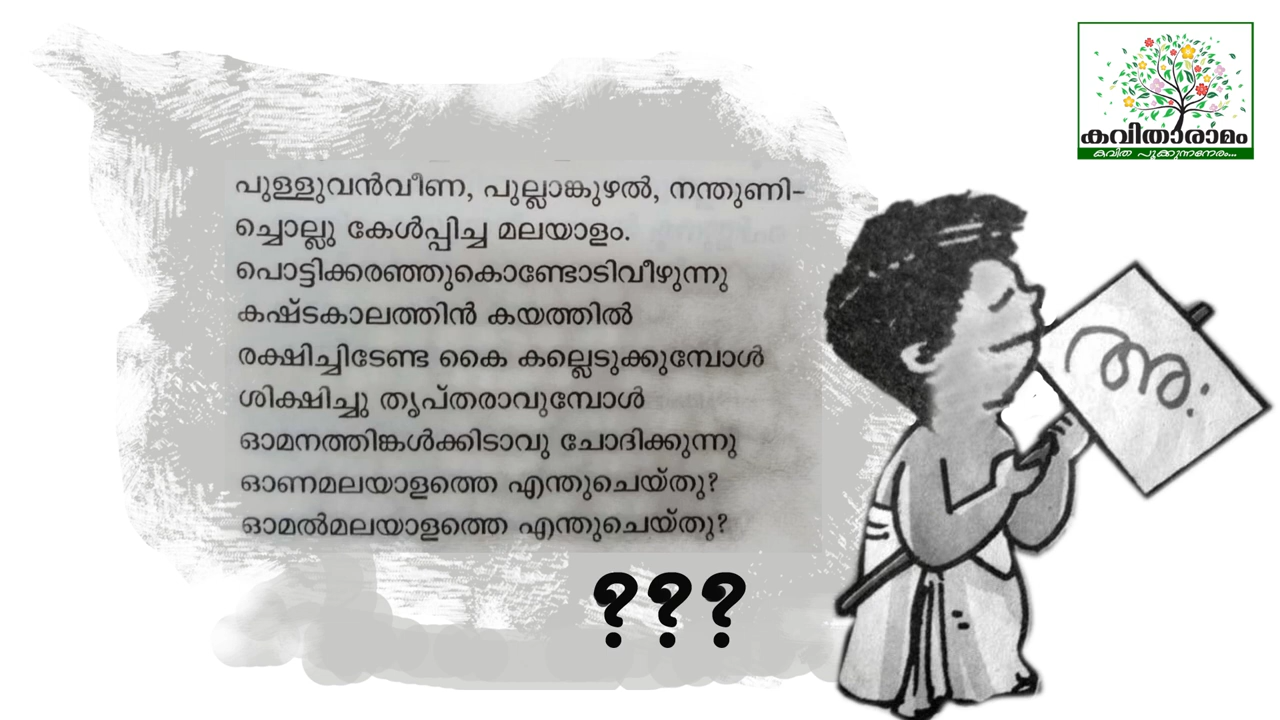 കവിതാരാമം
കവിത പൂക്കുന്നനേരം...
പുള്ളുവൻവീണ, പുല്ലാങ്കുഴൽ, നന്തുണി-
ച്ചൊല്ലു കേൾപ്പിച്ച മലയാളം.
പൊട്ടിക്കരഞ്ഞുകൊണ്ടോടിവീഴുന്നു
കഷ്ടകാലത്തിൻ കയത്തിൽ
രക്ഷിച്ചിടേണ്ട കൈ കല്ലെടുക്കുമ്പോൾ
ശിക്ഷിച്ചു തൃപ്തരാവുമ്പോൾ
ഓമനത്തിങ്കൾക്കിടാവു ചോദിക്കുന്നു
ഓണമലയാളത്തെ എന്തുചെയ്തു?
ഓമൽമലയാളത്തെ എന്തുചെയ്തു?
???
അഃ